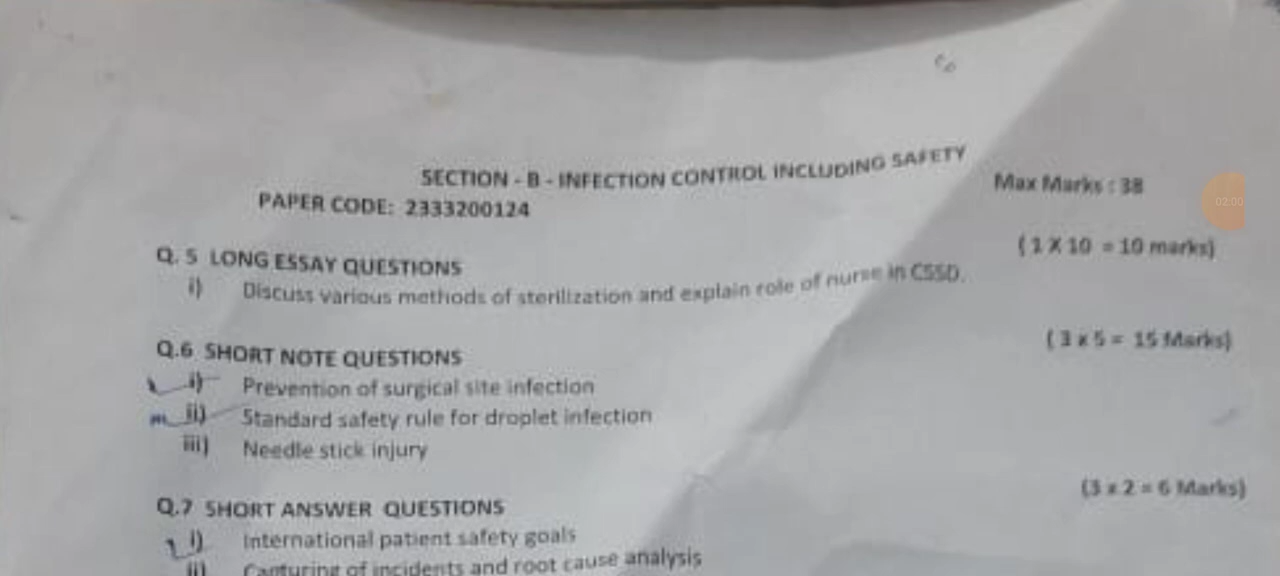 SECTION - B - INFECTION CONTROL INCLUDING SAFETY
Max Marks : 38
PAPER CODE: 2333200124
02:00
(1 X 10 = 10 marks)
Q. 5 LONG ESSAY QUESTIONS
i) Discuss various methods of sterilization and explain role of nurse in CSSD.
(3 x 5 = 15 Marks)
Q.6 SHORT NOTE QUESTIONS
i) Prevention of surgical site infection
ii) Standard safety rule for droplet infection
iii) Needle stick injury
(3 x 2 = 6 Marks)
Q.7 SHORT ANSWER QUESTIONS
i) International patient safety goals
ii) Capturing of incidents and root cause analysis